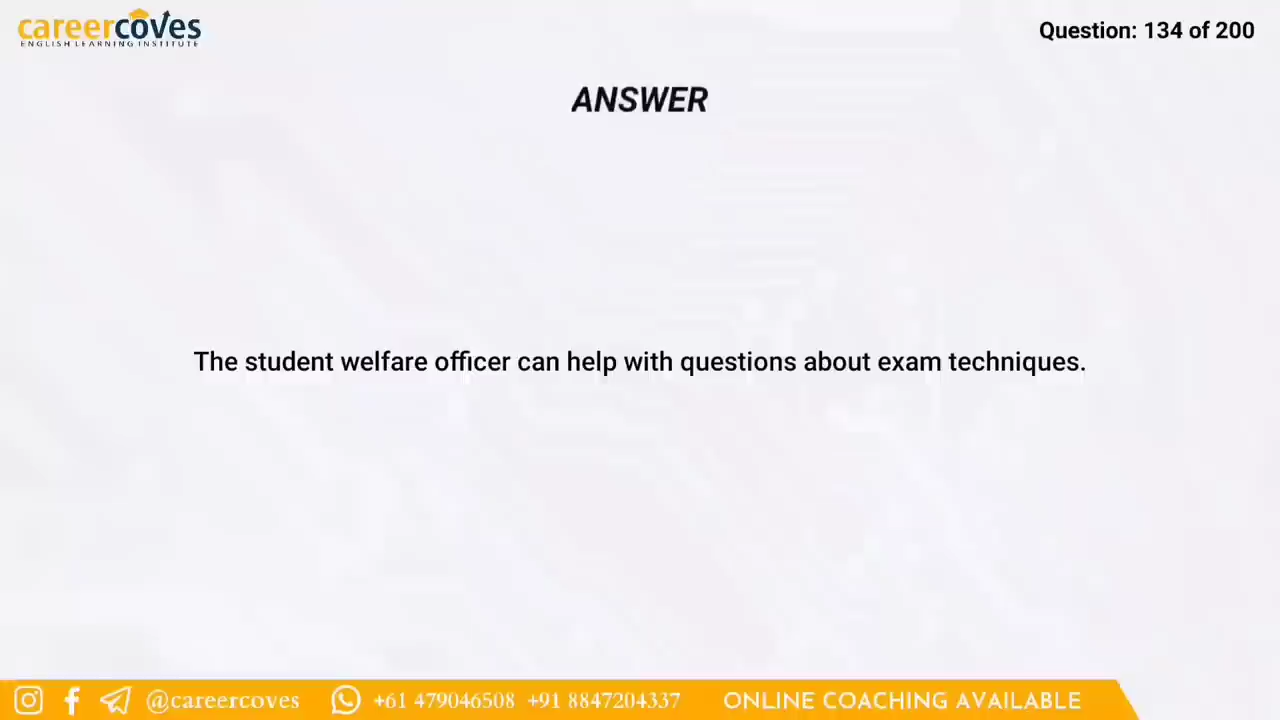 careercoves
ENGLISH LEARNING INSTITUTE
Question: 134 of 200
ANSWER
The student welfare officer can help with questions about exam techniques.
@careercoves +61 479046508 +91 8847204337 ONLINE COACHING AVAILABLE